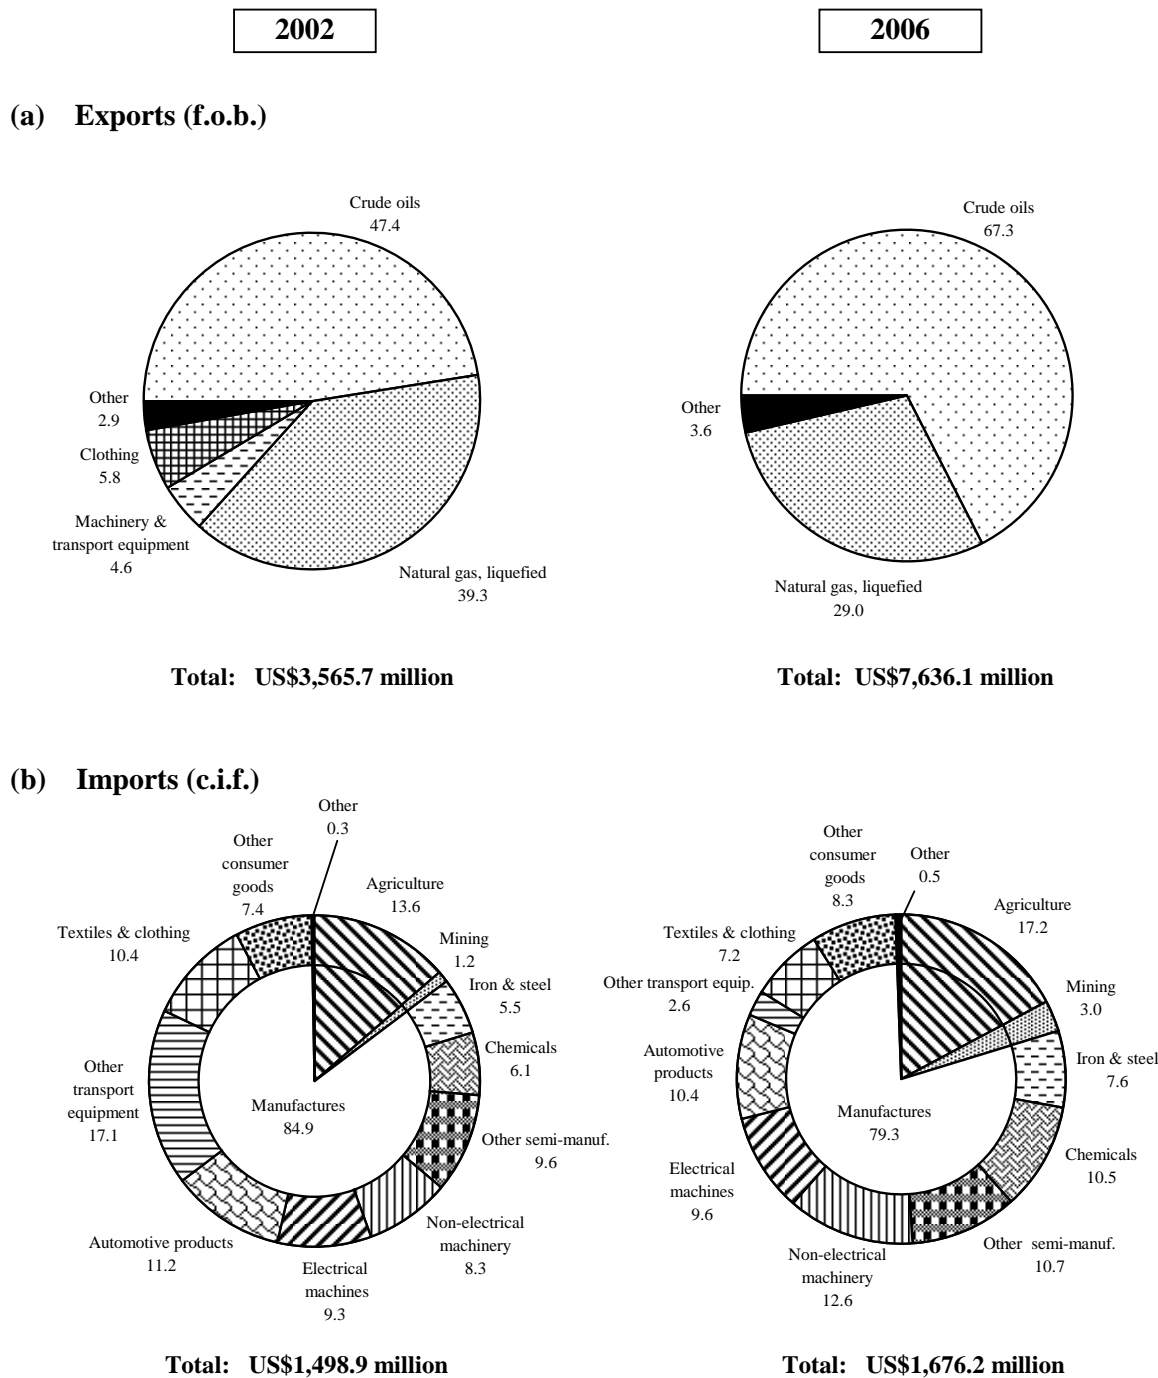 2002
2006
(a) Exports (f.o.b.)
Crude oils
47.4
Other
2.9
Clothing
5.8
Machinery &
transport equipment
4.6
Natural gas, liquefied
39.3
Total: US$3,565.7 million
Crude oils
67.3
Other
3.6
Natural gas, liquefied
29.0
Total: US$7,636.1 million
(b) Imports (c.i.f.)
Other
0.3
Other
consumer
goods
7.4
Agriculture
13.6
Textiles & clothing
10.4
Mining
1.2
Iron & steel
5.5
Chemicals
6.1
Other
transport
equipment
17.1
Manufactures
84.9
Other semi-manuf.
9.6
Automotive products
11.2
Non-electrical
machinery
8.3
Electrical
machines
9.3
Total: US$1,498.9 million
Other
consumer
goods
8.3
Other
0.5
Agriculture
17.2
Textiles & clothing
7.2
Other transport equip.
2.6
Mining
3.0
Automotive
products
10.4
Iron & steel
7.6
Manufactures
79.3
Chemicals
10.5
Electrical
machines
9.6
Other semi-manuf.
10.7
Non-electrical
machinery
12.6
Total: US$1,676.2 million